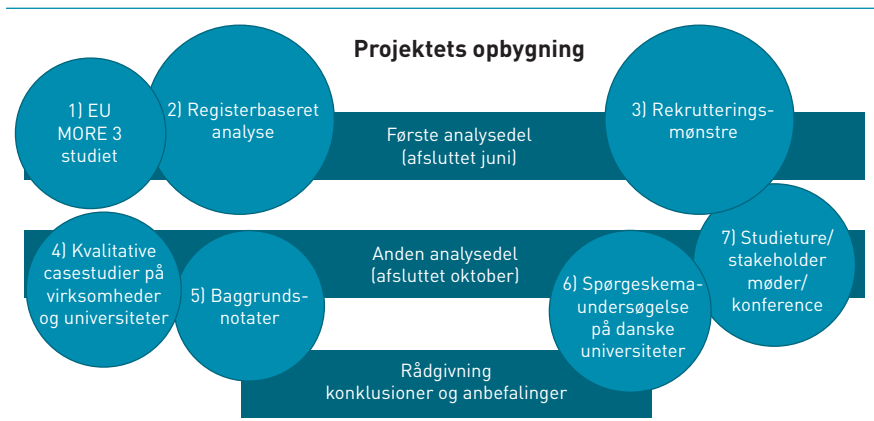 Projektets opbygning
1) EU
MORE 3
studiet
2) Registerbaseret
analyse
Første analysedel
(afsluttet juni)
3) Rekrutterings-
mønstre
4) Kvalitative
casestudier på
virksomheder
og universiteter
5) Baggrunds-
notater
Anden analysedel
(afsluttet oktober)
6) Spørgeskema-
undersøgelse
på danske
universiteter
7) Studieture/
stakeholder
møder/
konference
Rådgivning
konklusioner og anbefalinger